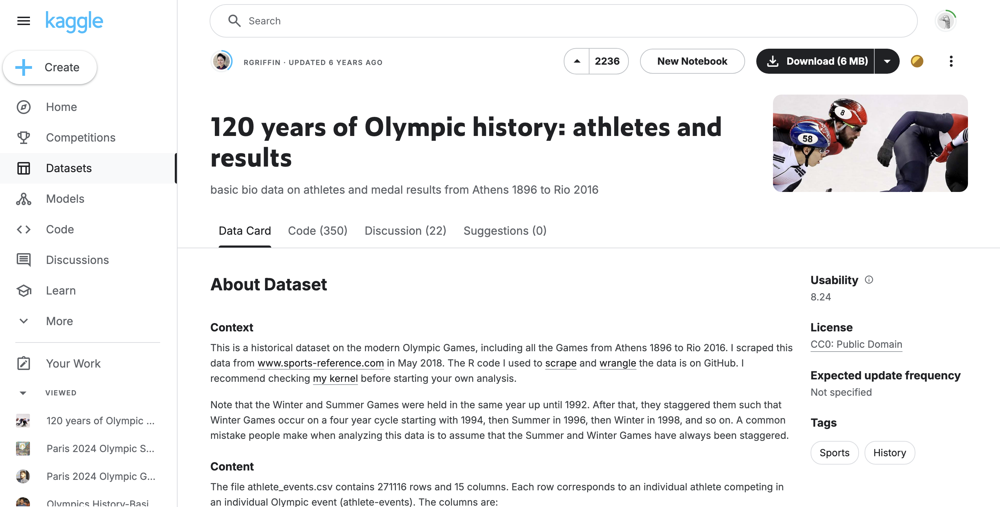 kaggle
Create
Home
Competitions
Datasets
Models
Code
Discussions
Learn
More
Your Work
VIEWED
120 years of Olympic ...
Paris 2024 Olympic S...
Paris 2024 Olympic G...
Olympics History-Basi
Search
RGRIFFIN · UPDATED 6 YEARS AGO
2236
New Notebook
Download (6 MB)
120 years of Olympic history: athletes and
results
basic bio data on athletes and medal results from Athens 1896 to Rio 2016
8
58
Data Card
Code (350)
Discussion (22)
Suggestions (0)
About Dataset
Context
This is a historical dataset on the modern Olympic Games, including all the Games from Athens 1896 to Rio 2016. I scraped this
data from www.sports-reference.com in May 2018. The R code I used to scrape and wrangle the data is on GitHub. I
recommend checking my kernel before starting your own analysis.
Note that the Winter and Summer Games were held in the same year up until 1992. After that, they staggered them such that
Winter Games occur on a four year cycle starting with 1994, then Summer in 1996, then Winter in 1998, and so on. A common
mistake people make when analyzing this data is to assume that the Summer and Winter Games have always been staggered.
Content
The file athlete_events.csv contains 271116 rows and 15 columns. Each row corresponds to an individual athlete competing in
an individual Olympic event (athlete-events). The columns are:
Usability
8.24
License
CC0: Public Domain
Expected update frequency
Not specified
Tags
Sports
History